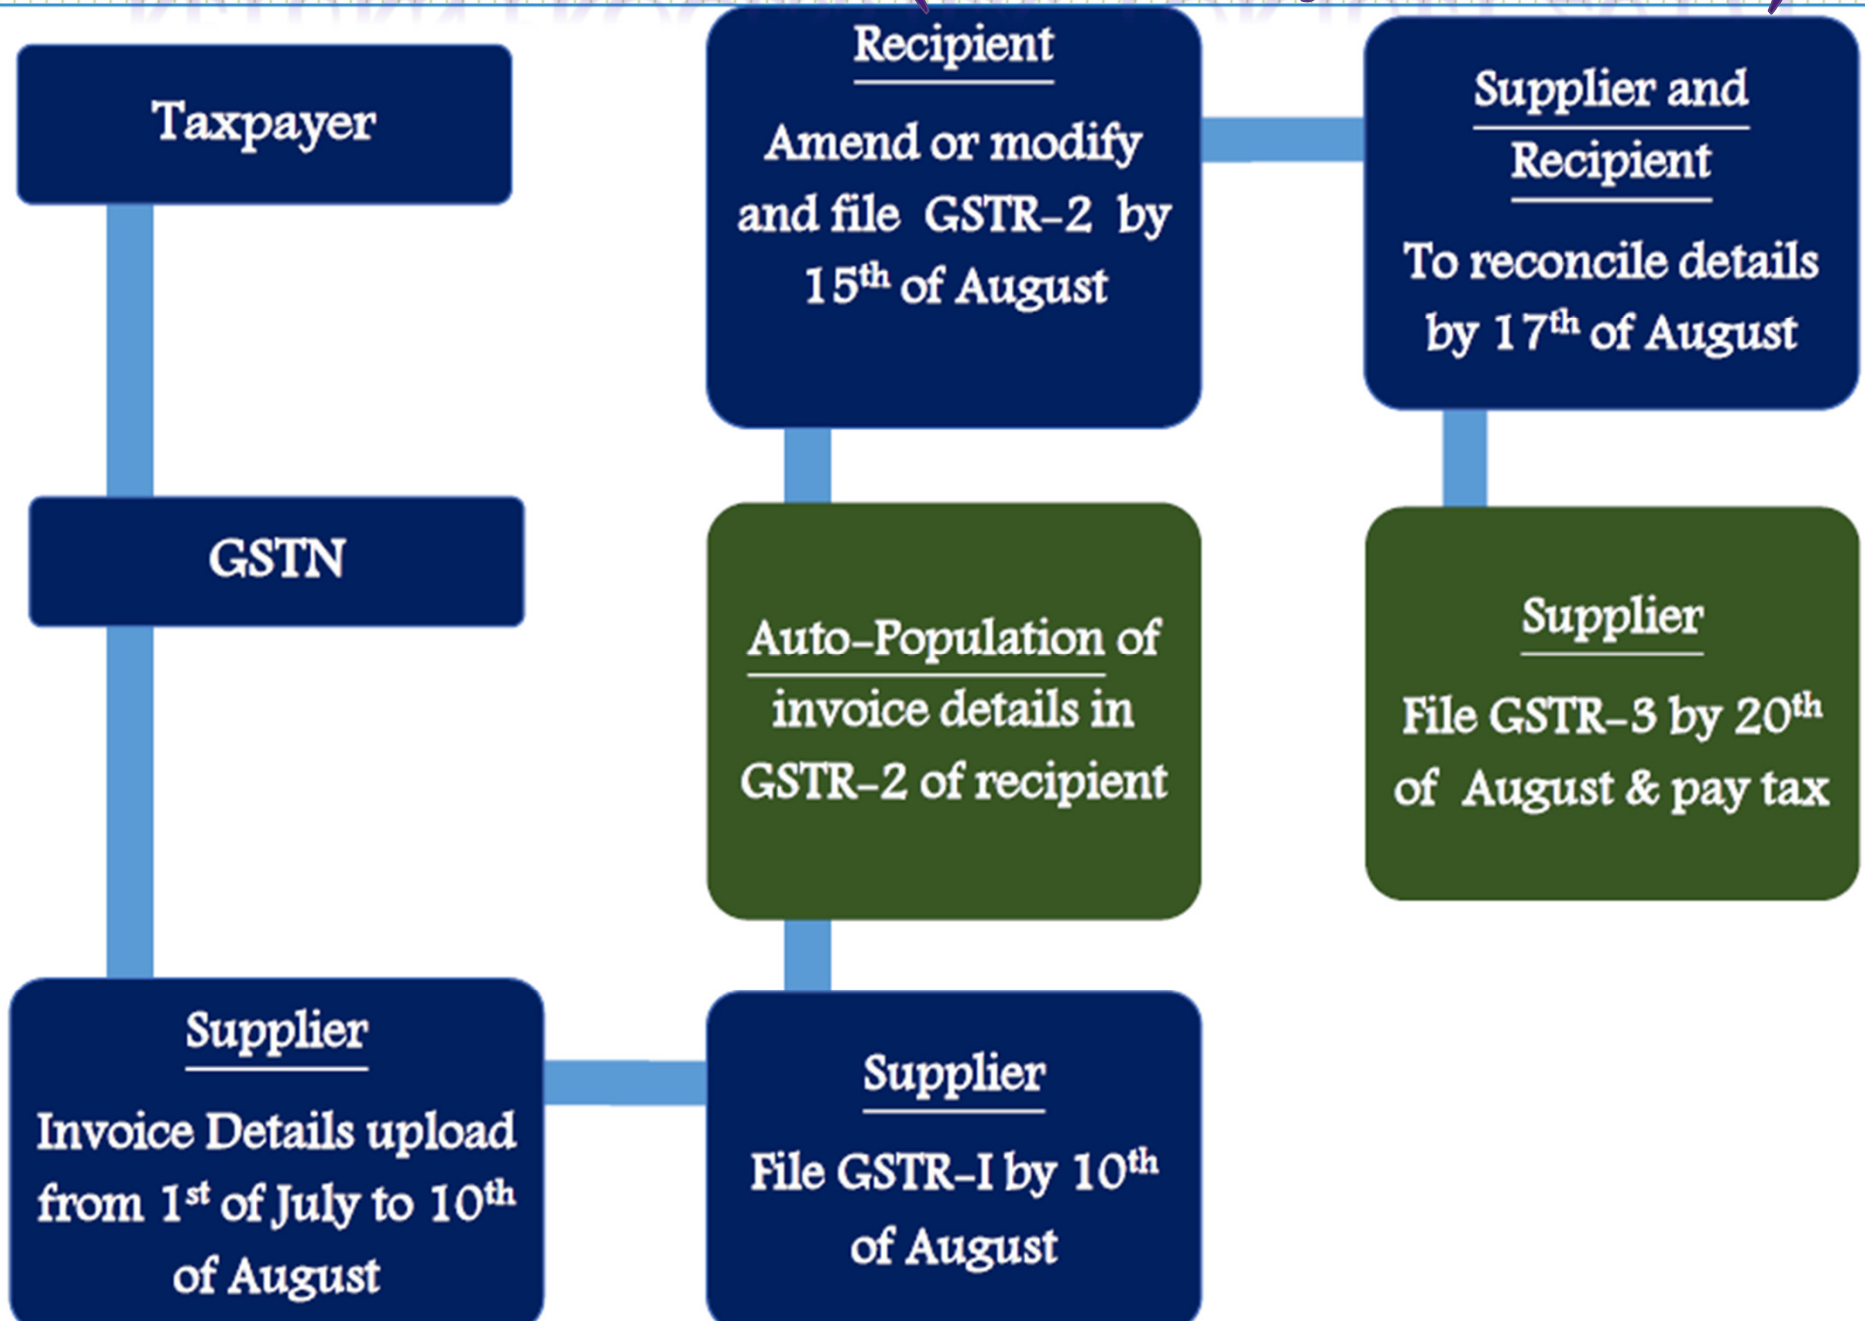 Taxpayer
GSTN
Supplier
Invoice Details upload
from 1st of July to 10th
of August
Supplier
File GSTR-I by 10th
of August
Auto-Population of
invoice details in
GSTR-2 of recipient
Recipient
Amend or modify
and file GSTR-2 by
15th of August
Supplier and
Recipient
To reconcile details
by 17th of August
Supplier
File GSTR-3 by 20th
of August & pay tax